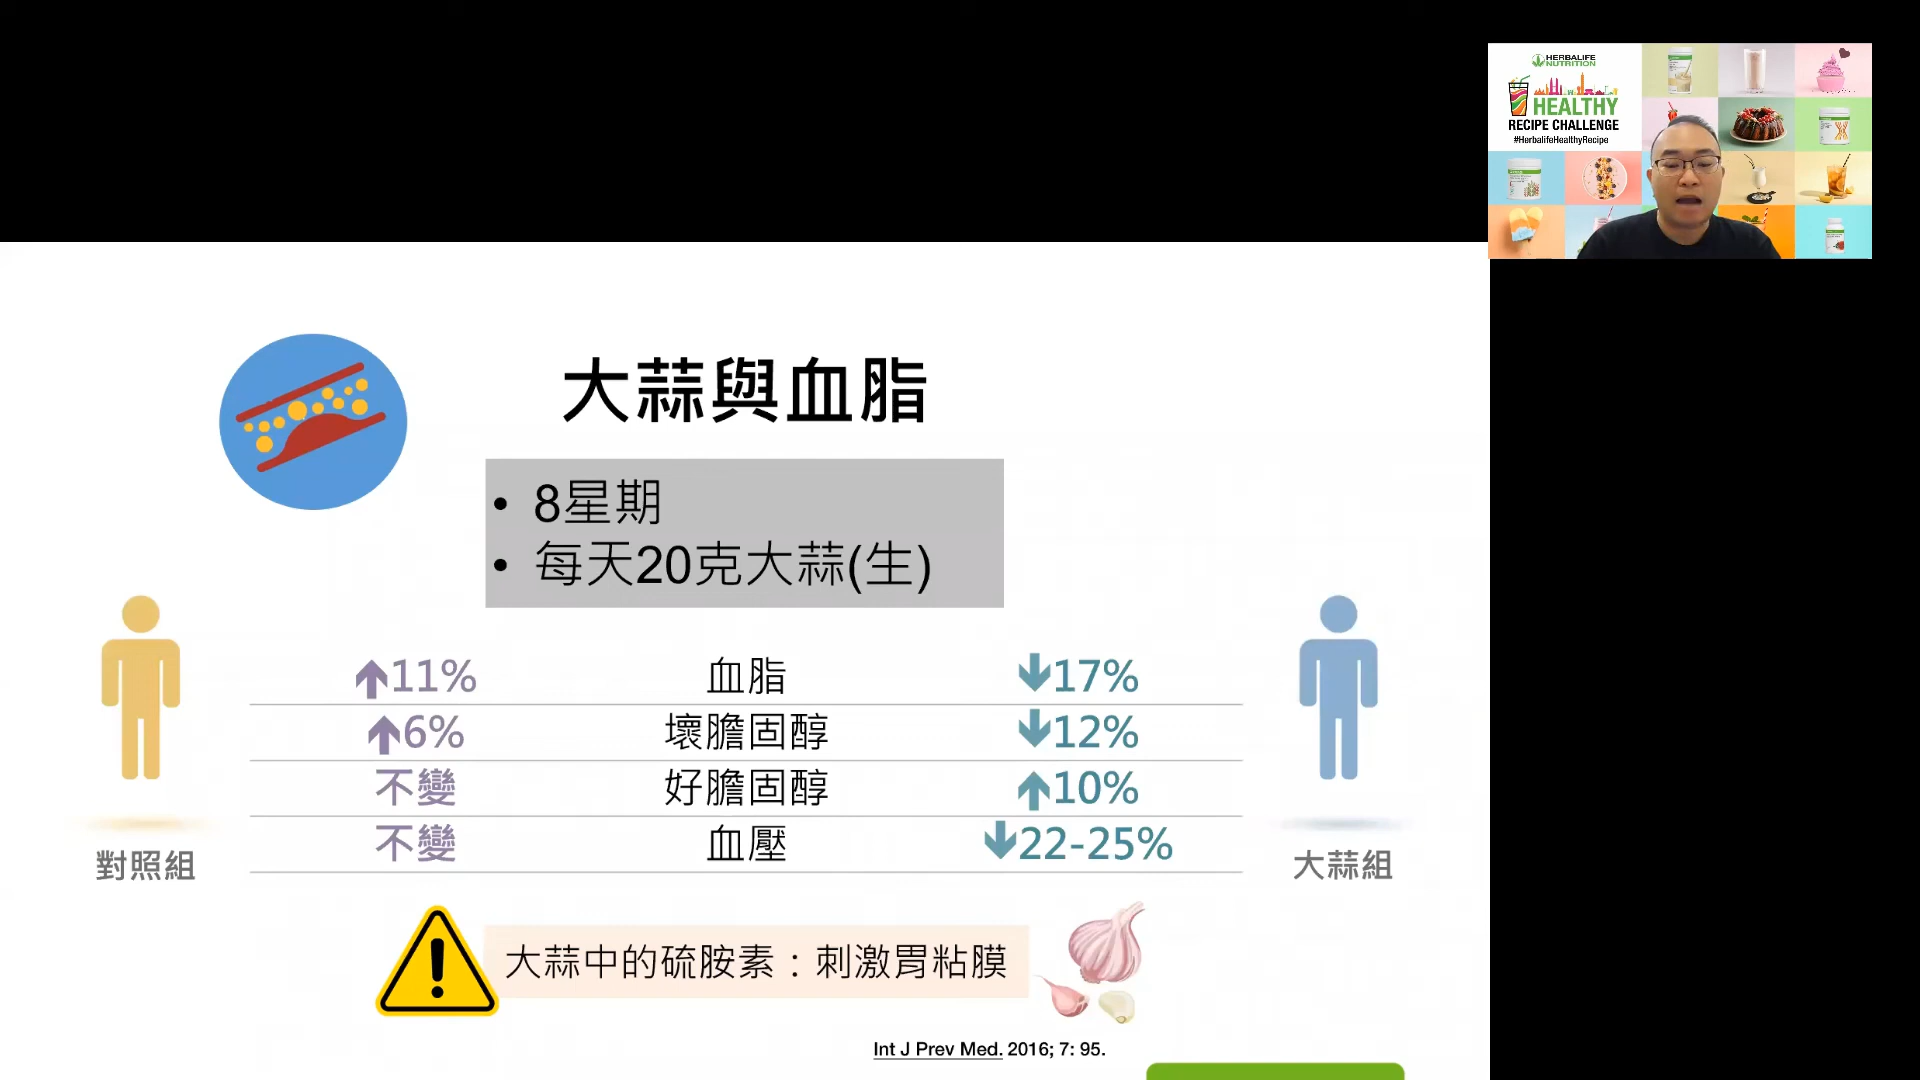 HERBALIFE
NUTRITION
HEALTHY
RECIPE CHALLENGE
#HerbalifeHealthyRecipe
大蒜與血脂
• 8星期
• 每天20克大蒜(生)
↑11% 血脂 ↓17%
↑6% 壞膽固醇 ↓12%
不變 好膽固醇 ↑10%
不變 血壓 ↓22-25%
對照組
大蒜組
大蒜中的硫胺素：刺激胃粘膜
Int J Prev Med. 2016; 7: 95.